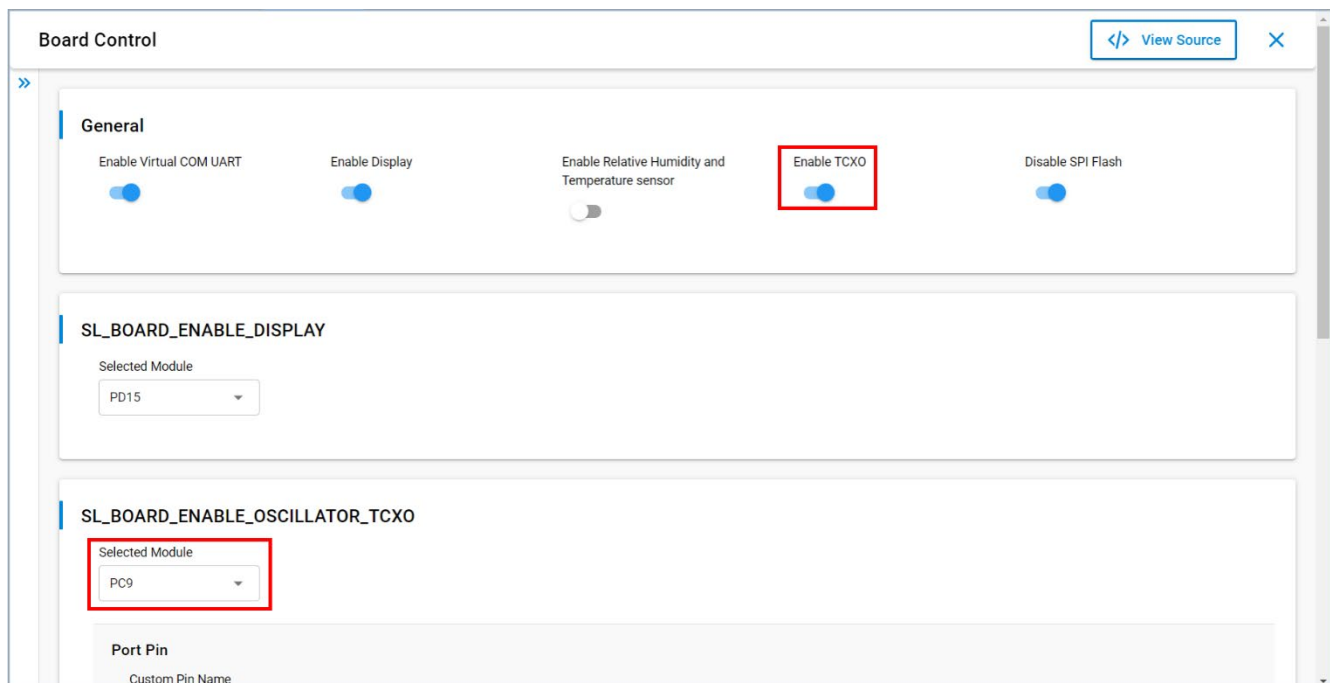 Board Control
</> View Source
General
Enable Virtual COM UART
Enable Display
Enable Relative Humidity and
Temperature sensor
Enable TCXO
Disable SPI Flash
SL_BOARD_ENABLE_DISPLAY
Selected Module
PD15
SL_BOARD_ENABLE_OSCILLATOR_TCXO
Selected Module
PC9
Port Pin
Custom Pin Name